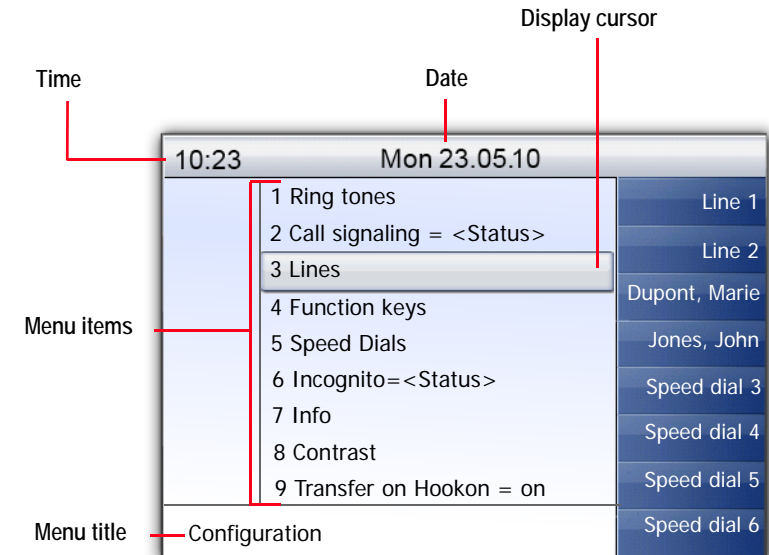 Display cursor
Time
Date
10:23
Mon 23.05.10
1 Ring tones
2 Call signaling = <Status>
3 Lines
4 Function keys
5 Speed Dials
6 Incognito=<Status>
7 Info
8 Contrast
9 Transfer on Hookon = on
Line 1
Line 2
Dupont, Marie
Jones, John
Speed dial 3
Speed dial 4
Speed dial 5
Speed dial 6
Menu items
Menu title
Configuration